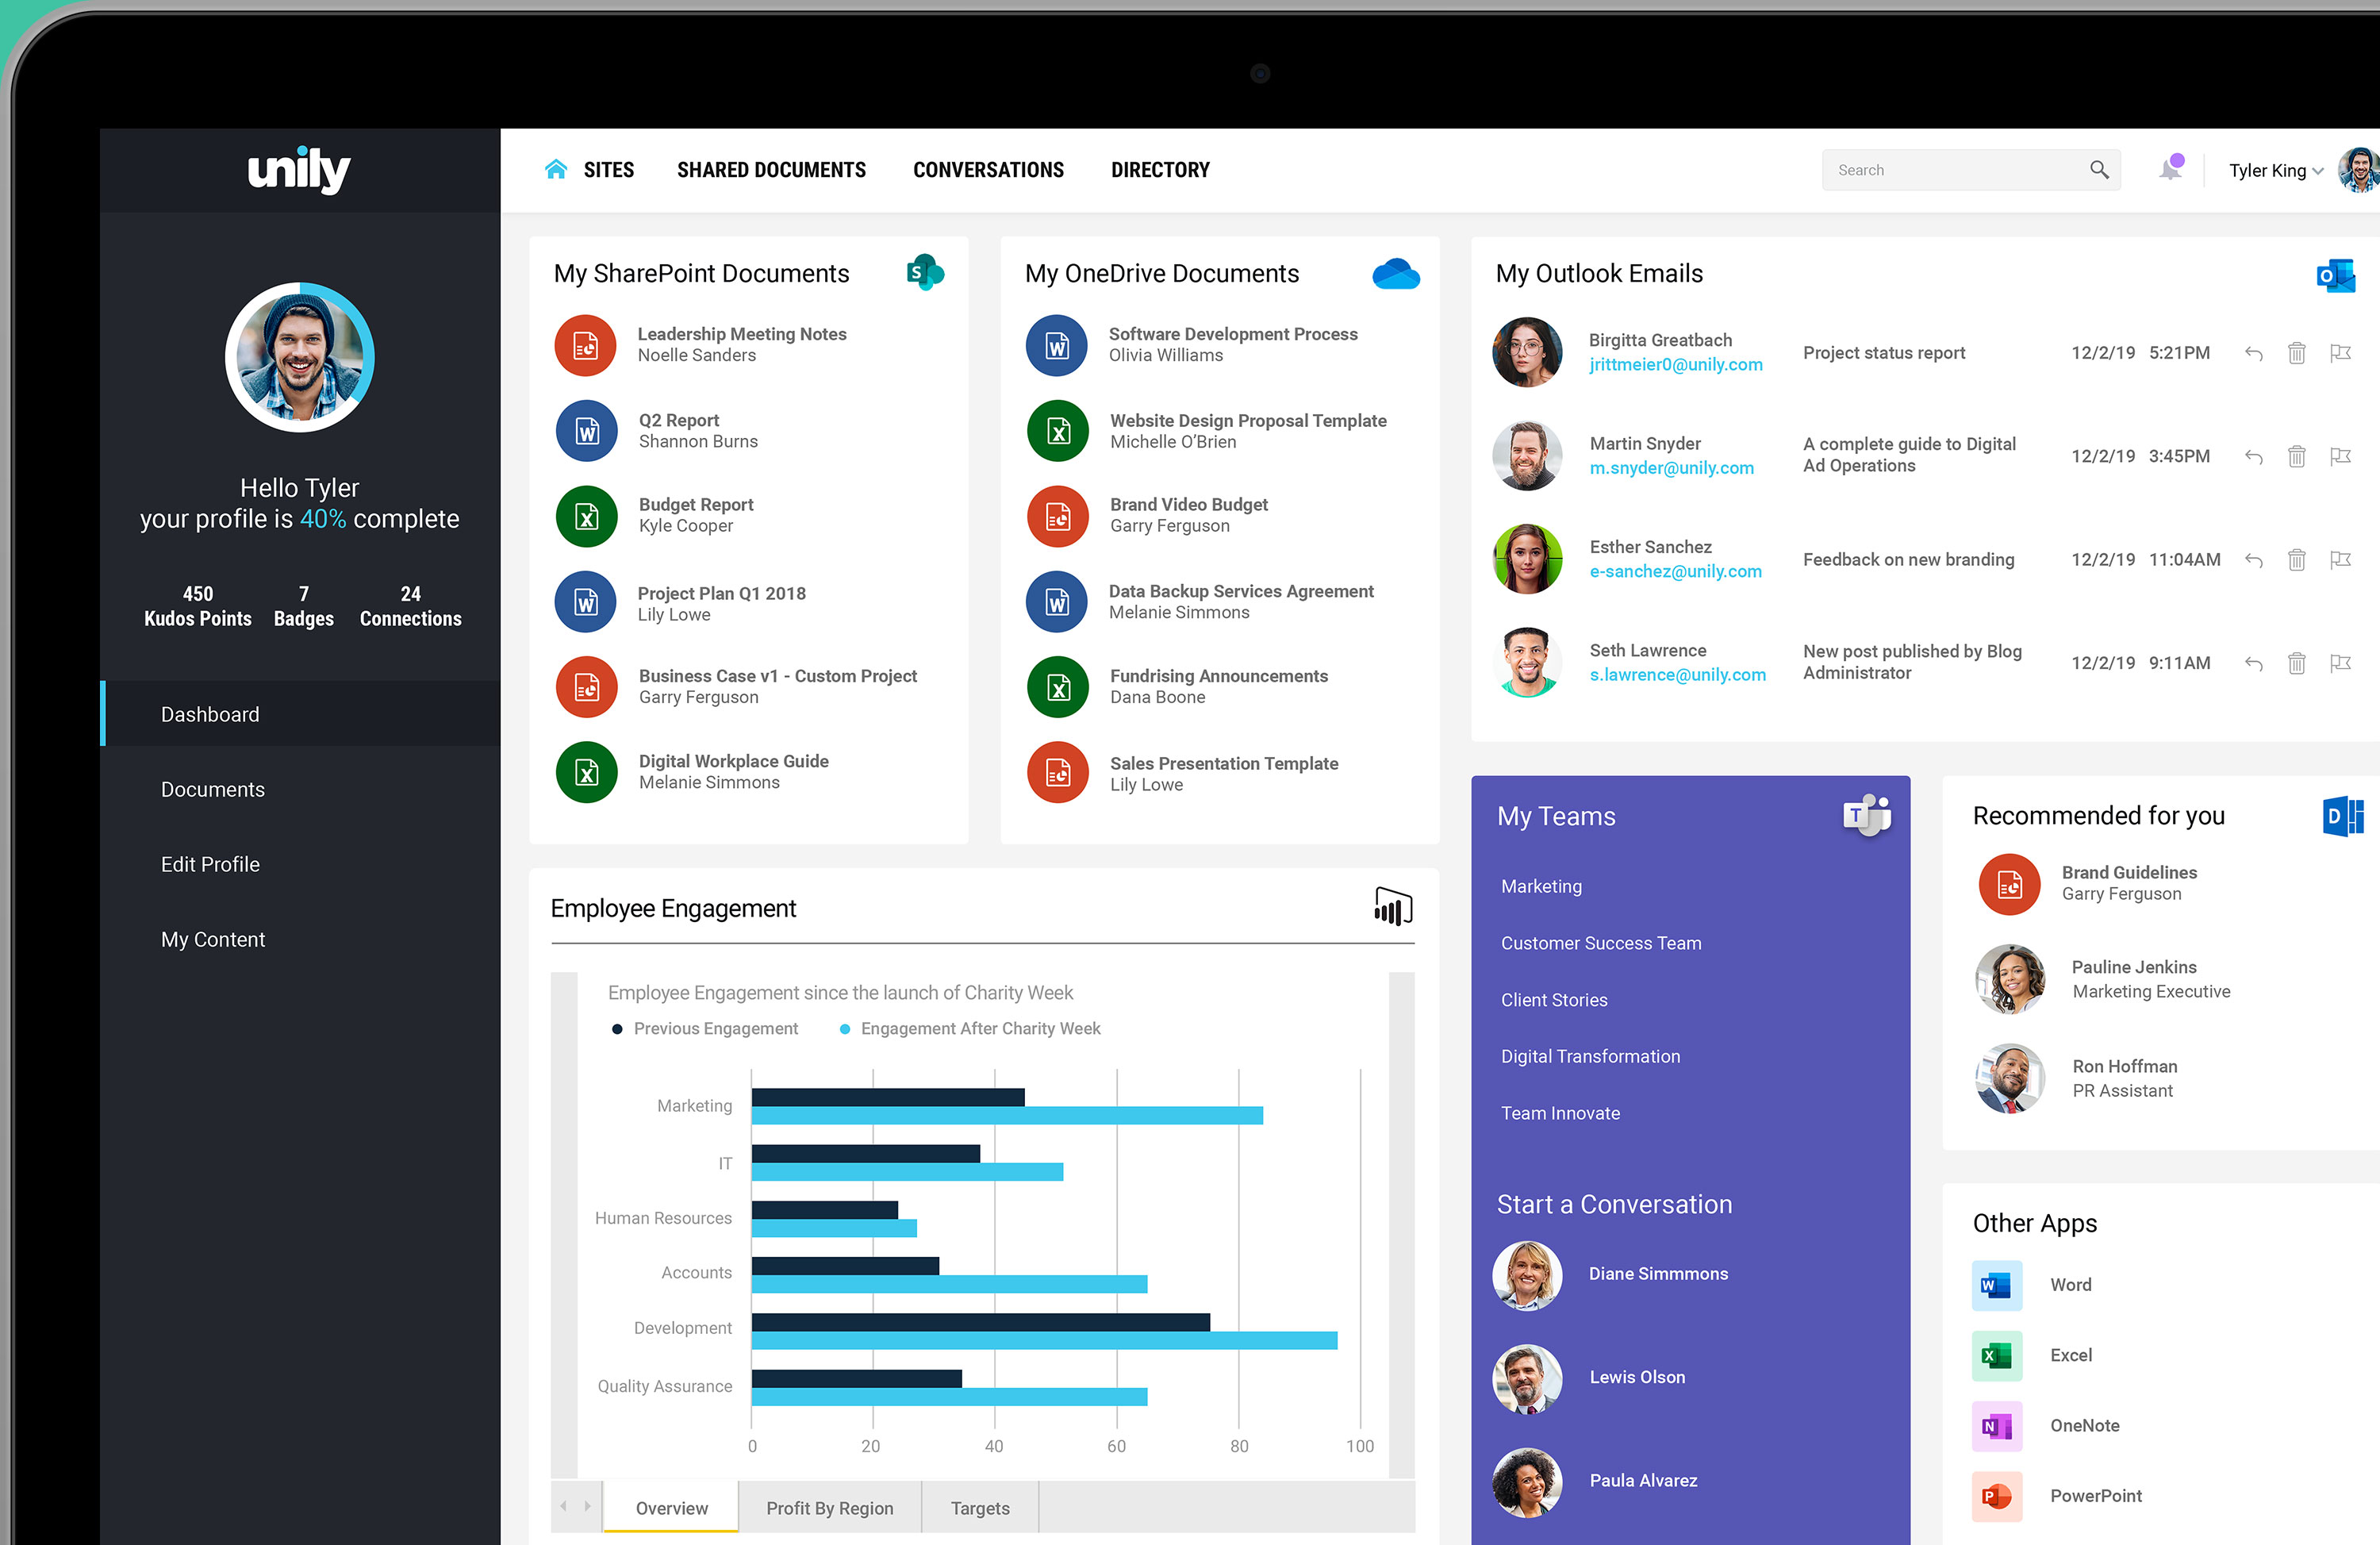 unily
SITES
SHARED DOCUMENTS
CONVERSATIONS
DIRECTORY
Search
Tyler King
Hello Tyler
your profile is 40% complete
450
Kudos Points
7
Badges
24
Connections
Dashboard
Documents
Edit Profile
My Content
My SharePoint Documents
S
Leadership Meeting Notes
Noelle Sanders
W
Q2 Report
Shannon Burns
X
Budget Report
Kyle Cooper
W
Project Plan Q1 2018
Lily Lowe
Business Case v1 - Custom Project
Garry Ferguson
X
Digital Workplace Guide
Melanie Simmons
My OneDrive Documents
W
Software Development Process
Olivia Williams
X
Website Design Proposal Template
Michelle O’Brien
Brand Video Budget
Garry Ferguson
W
Data Backup Services Agreement
Melanie Simmons
X
Fundrising Announcements
Dana Boone
Sales Presentation Template
Lily Lowe
My Outlook Emails
O
Birgitta Greatbach
jrittmeier0@unily.com
Project status report
12/2/19 5:21PM
Martin Snyder
m.snyder@unily.com
A complete guide to Digital
Ad Operations
12/2/19 3:45PM
Esther Sanchez
e-sanchez@unily.com
Feedback on new branding
12/2/19 11:04AM
Seth Lawrence
s.lawrence@unily.com
New post published by Blog
Administrator
12/2/19 9:11AM
Employee Engagement
Employee Engagement since the launch of Charity Week
Previous Engagement
Engagement After Charity Week
Marketing
IT
Human Resources
Accounts
Development
Quality Assurance
0 20 40 60 80 100
Overview
Profit By Region
Targets
My Teams
T
Marketing
Customer Success Team
Client Stories
Digital Transformation
Team Innovate
Start a Conversation
Diane Simmmons
Lewis Olson
Paula Alvarez
Recommended for you
D
Brand Guidelines
Garry Ferguson
Pauline Jenkins
Marketing Executive
Ron Hoffman
PR Assistant
Other Apps
W
Word
X
Excel
N
OneNote
P
PowerPoint